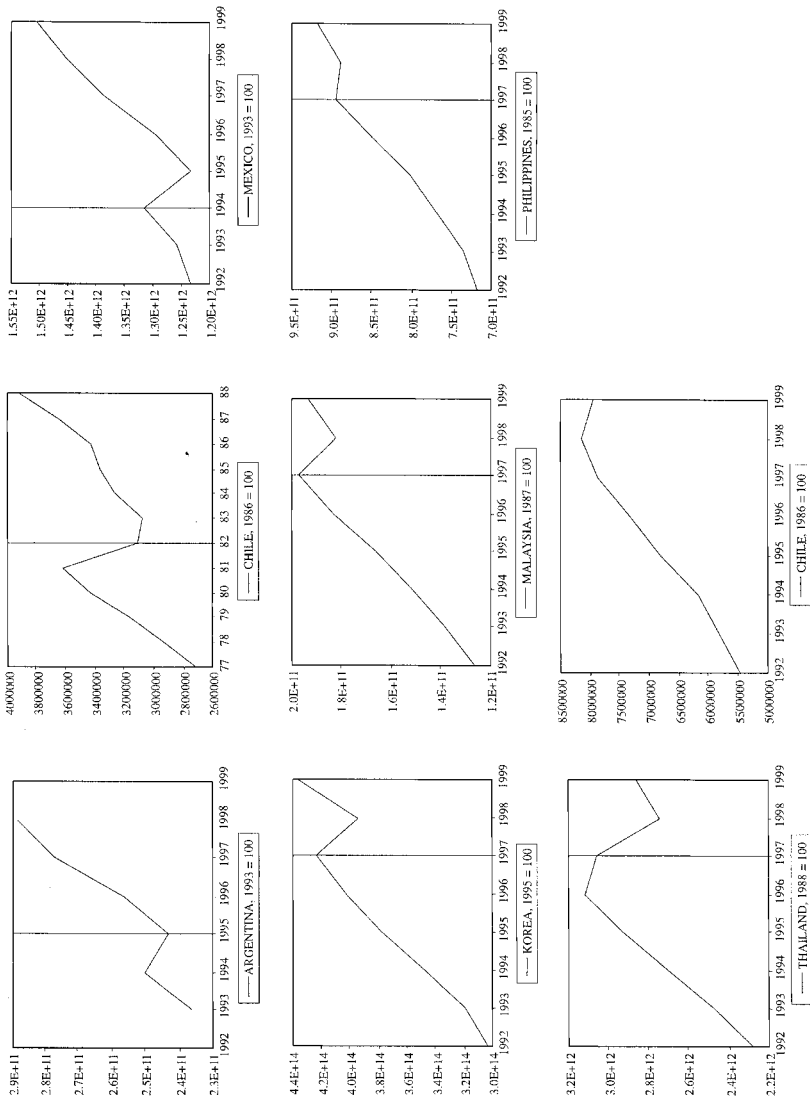 2.9E+11
2.8E+11
2.7E+11
2.6E+11
2.5E+11
2.4E+11
2.3E+11
1992 1993 1994 1995 1996 1997 1998 1999
ARGENTINA, 1993 = 100
4000000
3800000
3600000
3400000
3200000
3000000
2800000
2600000
77 78 79 80 81 82 83 84 85 86 87 88
CHILE, 1986 = 100
1.55E+12
1.50E+12
1.45E+12
1.40E+12
1.35E+12
1.30E+12
1.25E+12
1.20E+12
1992 1993 1994 1995 1996 1997 1998 1999
MEXICO, 1993 = 100
4.4E+14
4.2E+14
4.0E+14
3.8E+14
3.6E+14
3.4E+14
3.2E+14
3.0E+14
1992 1993 1994 1995 1996 1997 1998 1999
KOREA, 1995 = 100
2.0E+11
1.8E+11
1.6E+11
1.4E+11
1.2E+11
1992 1993 1994 1995 1996 1997 1998 1999
MALAYSIA, 1987 = 100
9.5E+11
9.0E+11
8.5E+11
8.0E+11
7.5E+11
7.0E+11
1992 1993 1994 1995 1996 1997 1998 1999
PHILIPPINES, 1985 = 100
3.2E+12
3.0E+12
2.8E+12
2.6E+12
2.4E+12
2.2E+12
1992 1993 1994 1995 1996 1997 1998 1999
THAILAND, 1988 = 100
8500000
8000000
7500000
7000000
6500000
6000000
5500000
5000000
1992 1993 1994 1995 1996 1997 1998 1999
CHILE, 1986 = 100